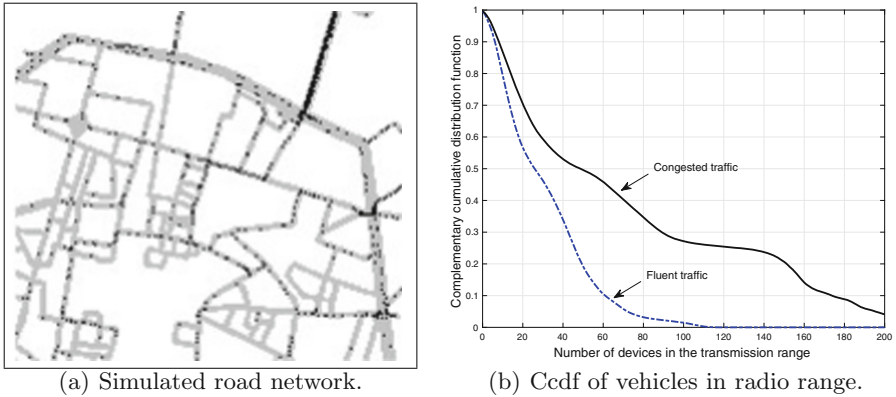 1
0.9
0.8
0.7
0.6
0.5
0.4
0.3
0.2
0.1
0
Complementary cumulative distribution function
Congested traffic
Fluent traffic
0 20 40 60 80 100 120 140 160 180 200
Number of devices in the transmission range
(a) Simulated road network.
(b) Ccdf of vehicles in radio range.